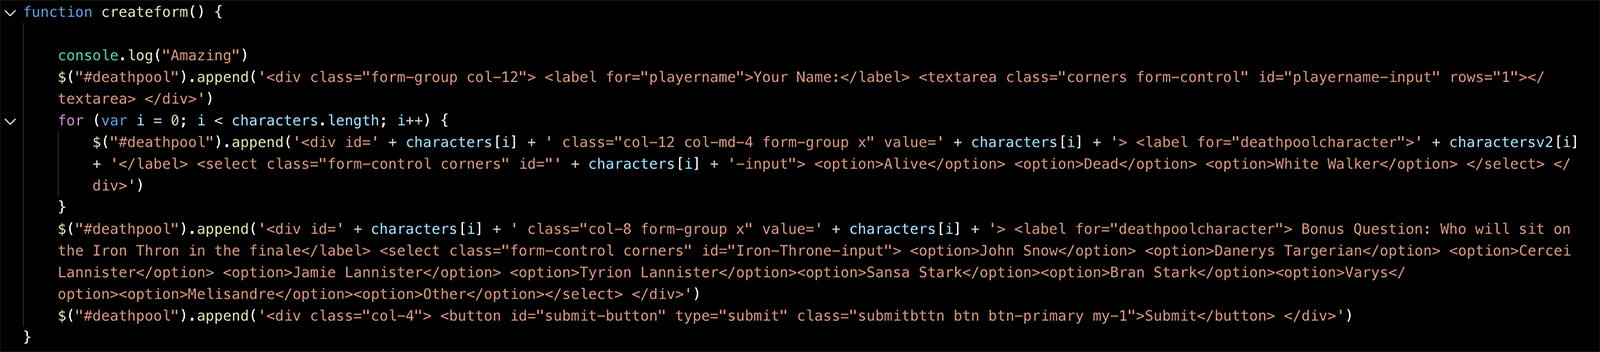 function createform() {
console.log("Amazing")
$("#deathpool").append('<div class="form-group col-12"> <label for="playername">Your Name:</label> <textarea class="corners form-control" id="playername-input" rows="1"></
textarea> </div>')
for (var i = 0; i < characters.length; i++) {
$("#deathpool").append('<div id=' + characters[i] + ' class="col-12 col-md-4 form-group x" value=' + characters[i] + '> <label for="deathpoolcharacter">' + charactersv2[i]
+ '</label> <select class="form-control corners" id="' + characters[i] + '-input"> <option>Alive</option> <option>Dead</option> <option>White Walker</option> </select> </
div>')
}
$("#deathpool").append('<div id=' + characters[i] + ' class="col-8 form-group x" value=' + characters[i] + '> <label for="deathpoolcharacter"> Bonus Question: Who will sit on
the Iron Thron in the finale</label> <select class="form-control corners" id="Iron-Throne-input"> <option>John Snow</option> <option>Danerys Targerian</option> <option>Cercei
Lannister</option> <option>Jamie Lannister</option> <option>Tyrion Lannister</option><option>Sansa Stark</option><option>Bran Stark</option><option>Varys</
option><option>Melisandre</option><option>Other</option></select> </div>')
$("#deathpool").append('<div class="col-4"> <button id="submit-button" type="submit" class="submitbttn btn btn-primary my-1">Submit</button> </div>')
}